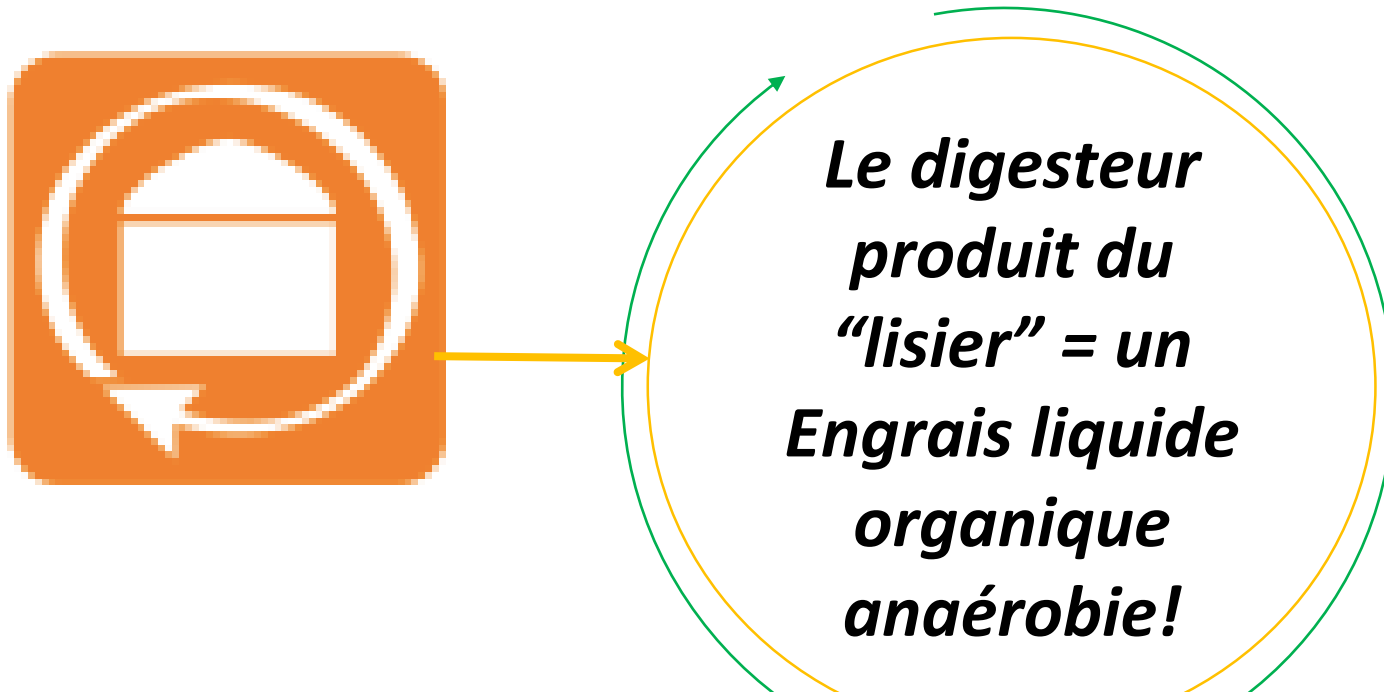 Le digesteur
produit du
“lisier” = un
Engrais liquide
organique
anaérobie!